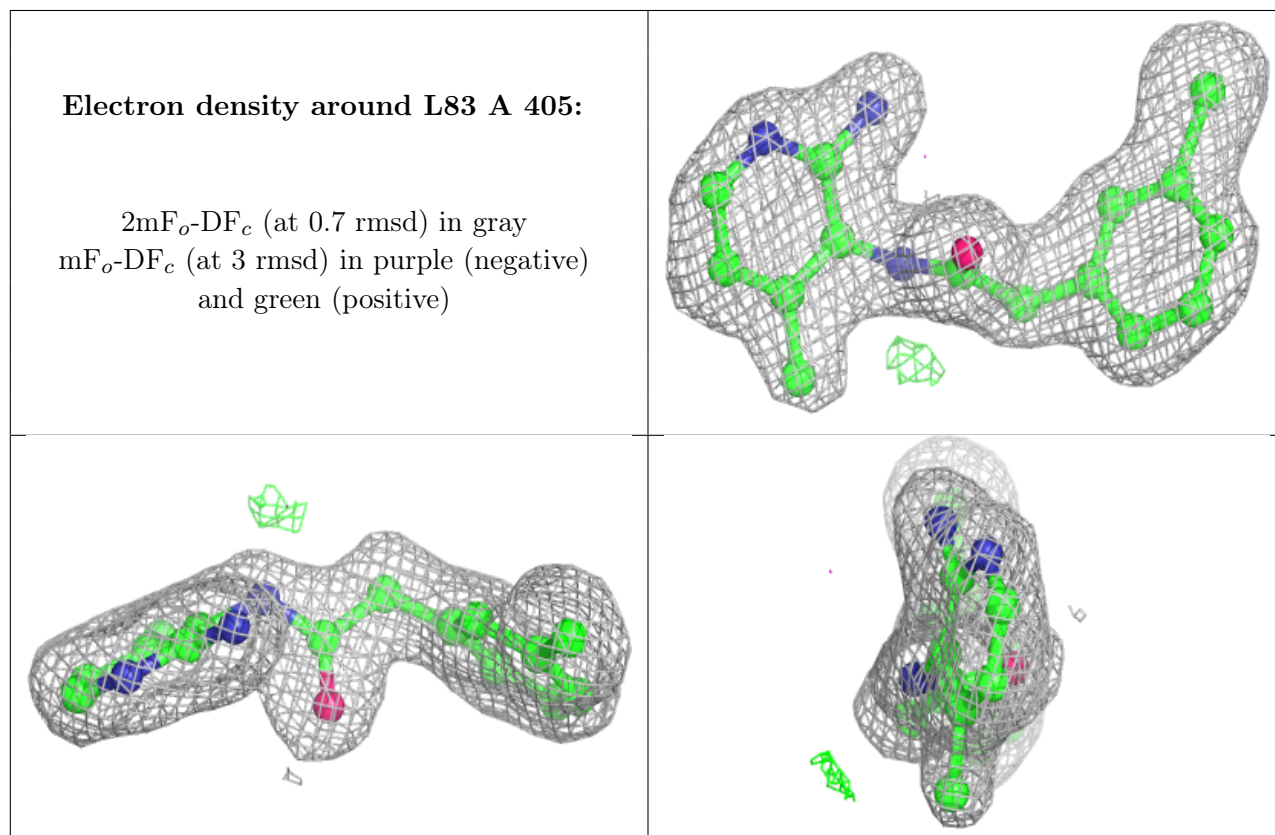 Electron density around L83 A 405:
2mFo-DFc (at 0.7 rmsd) in gray
mFo-DFc (at 3 rmsd) in purple (negative)
and green (positive)